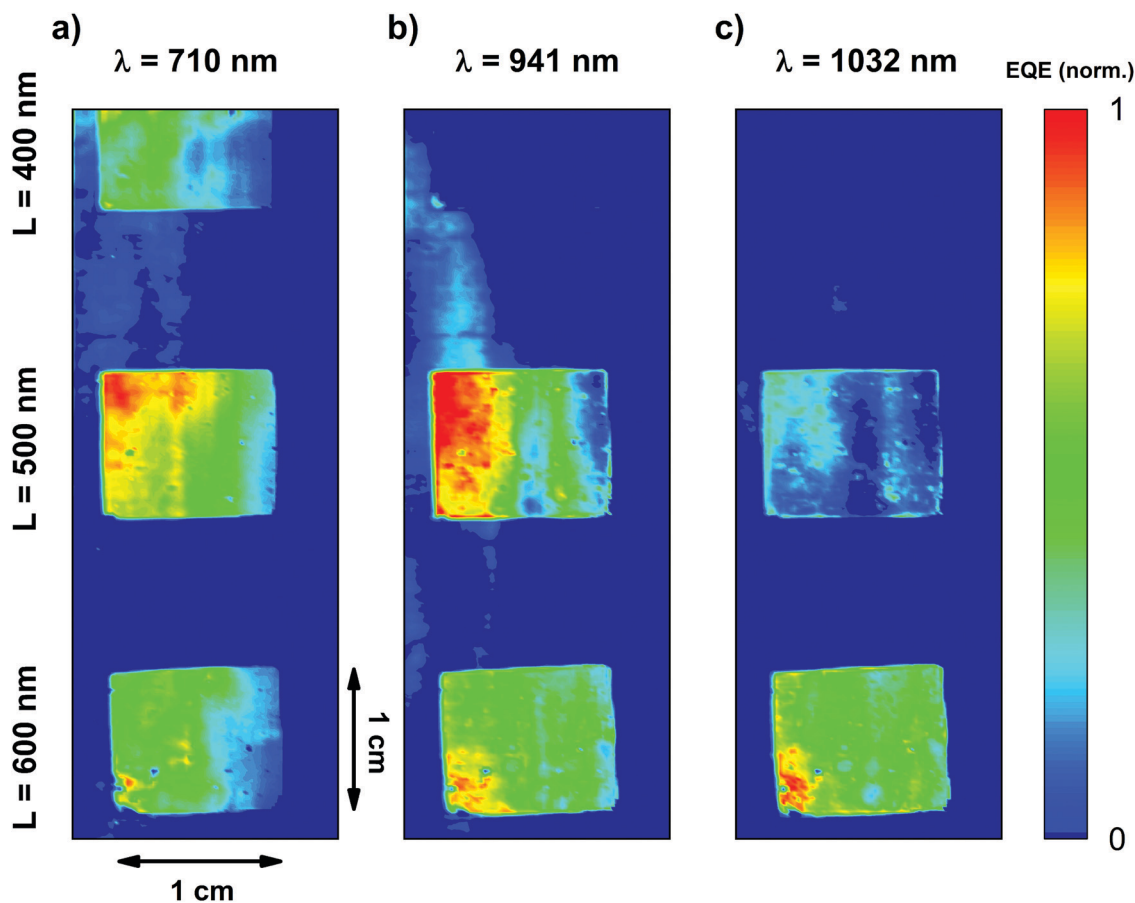 a)
λ = 710 nm
b)
λ = 941 nm
c)
λ = 1032 nm
EQE (norm.)
1
0
L = 400 nm
L = 500 nm
L = 600 nm
1 cm
1 cm